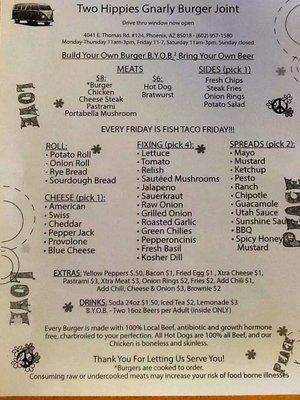 Two Hippies Gnarly Burger Joint
Drive thru window now open
4041 E. Thomas Rd. #124, Phoenix, AZ 85018 - (602) 957-1580
Monday-Thursday 11am-3pm, Friday 11-7, Saturday 11am-3pm, Sunday closed
Build Your Own Burger B.Y.O.B.² Bring Your Own Beer
MEATS
$8:
*Burger
Chicken
Cheese Steak
Pastrami
Portabella Mushroom
$6:
Hot Dog
Bratwurst
SIDES (pick 1)
Fresh Chips
Steak Fries
Onion Rings
Potato Salad
LOVE
EVERY FRIDAY IS FISH TACO FRIDAY!!!
ROLL:
• Potato Roll
• Onion Roll
• Rye Bread
• Sourdough Bread
CHEESE (pick 1):
• American
• Swiss
• Cheddar
• Pepper Jack
• Provolone
• Blue Cheese
FIXING (pick 4):
• Lettuce
• Tomato
• Relish
• Sautéed Mushrooms
• Jalapeno
• Sauerkraut
• Raw Onion
• Grilled Onion
• Roasted Garlic
• Green Chilies
• Pepperoncinis
• Fresh Basil
• Kosher Dill
SPREADS (pick 2):
• Mayo
• Mustard
• Ketchup
• Pesto
• Ranch
• Chipotle
• Guacamole
• Utah Sauce
• Sunshine Sauce
• BBQ
• Spicy Honey
Mustard
PEACE
LOVE
EXTRAS: Yellow Peppers $.50, Bacon $1, Fried Egg $1, Xtra Cheese $1,
Pastrami $3, Xtra Meat $3, Onion Rings $2, Fries $2, Add Chili $1,
Add Chili, Cheese & Onion $3, Brownie $2
DRINKS: Soda 24oz $1.50, Iced Tea $2, Lemonade $3
B.Y.O.B. - Two 16oz Beers per Adult (Inside ONLY)
Every Burger is made with 100% Local Beef, antibiotic and growth hormone
free, charbroiled to your perfection. All Hot Dogs are 100% all Beef, and our
Chicken is boneless and skinless.
PEACE
Thank You For Letting Us Serve You!
*Burgers are cooked to order.
Consuming raw or undercooked meats may increase your risk of food borne illnesses